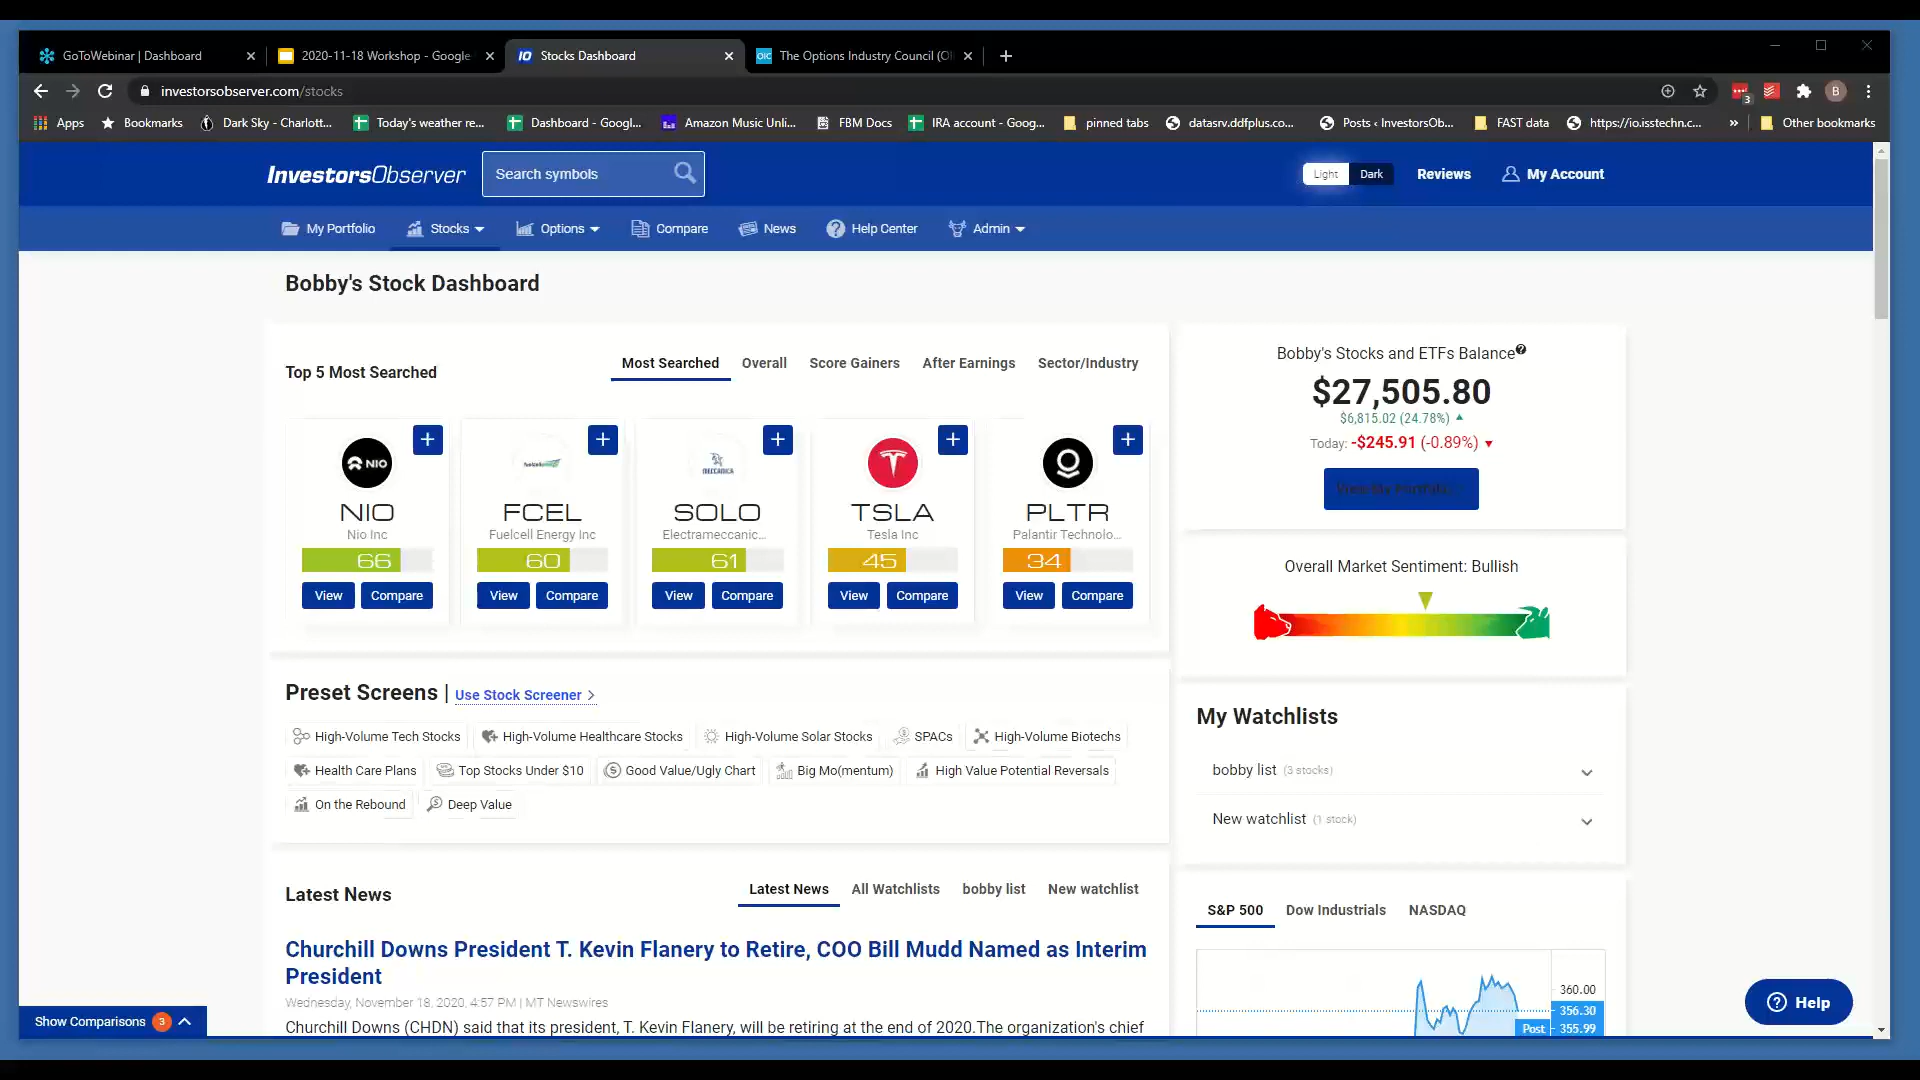 GoToWebinar | Dashboard
2020-11-18 Workshop - Google
Stocks Dashboard
The Options Industry Council (OI
investorsobserver.com/stocks
3
B
Apps
Bookmarks
Dark Sky - Charlott...
Today's weather re...
Dashboard - Googl...
Amazon Music Unli...
FBM Docs
IRA account - Goog...
pinned tabs
datasrv.ddfplus.co...
Posts ‹ InvestorsOb...
FAST data
https://io.isstechn.c...
»
Other bookmarks
InvestorsObserver
Search symbols
Light
Dark
Reviews
My Account
My Portfolio
Stocks
Options
Compare
News
Help Center
Admin
Bobby's Stock Dashboard
Top 5 Most Searched
Most Searched
Overall
Score Gainers
After Earnings
Sector/Industry
NIO
NIO
Nio Inc
66
View
Compare
FCEL
Fuelcell Energy Inc
60
View
Compare
MECCANICA
SOLO
Electrameccanic...
61
View
Compare
TSLA
Tesla Inc
45
View
Compare
PLTR
Palantir Technolo...
34
View
Compare
Bobby's Stocks and ETFs Balance
$27,505.80
$6,815.02 (24.78%)
Today: -$245.91 (-0.89%)
View My Portfolio
Overall Market Sentiment: Bullish
Preset Screens | Use Stock Screener >
High-Volume Tech Stocks
High-Volume Healthcare Stocks
High-Volume Solar Stocks
SPACs
High-Volume Biotechs
Health Care Plans
Top Stocks Under $10
Good Value/Ugly Chart
Big Mo(mentum)
High Value Potential Reversals
On the Rebound
Deep Value
My Watchlists
bobby list (3 stocks)
New watchlist (1 stock)
Latest News
Latest News
All Watchlists
bobby list
New watchlist
Churchill Downs President T. Kevin Flanery to Retire, COO Bill Mudd Named as Interim
President
Wednesday, November 18, 2020, 4:57 PM | MT Newswires
Churchill Downs (CHDN) said that its president, T. Kevin Flanery, will be retiring at the end of 2020.The organization's chief
S&P 500
Dow Industrials
NASDAQ
360.00
356.30
Post
355.99
Help
Show Comparisons 3